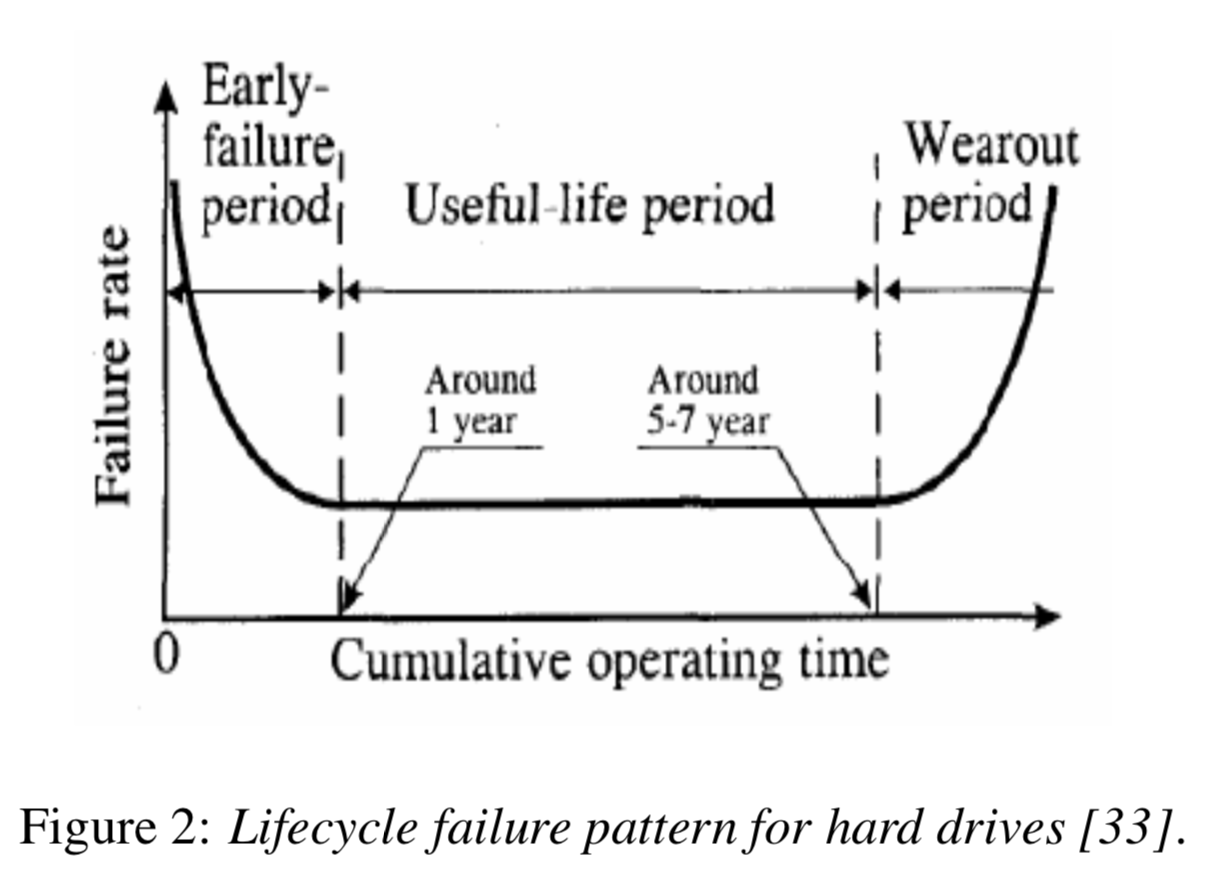 Early-
failure
period
Useful-life period
Wearout
period
Failure rate
Around
1 year
Around
5-7 year
0
Cumulative operating time
Figure 2: Lifecycle failure pattern for hard drives [33].